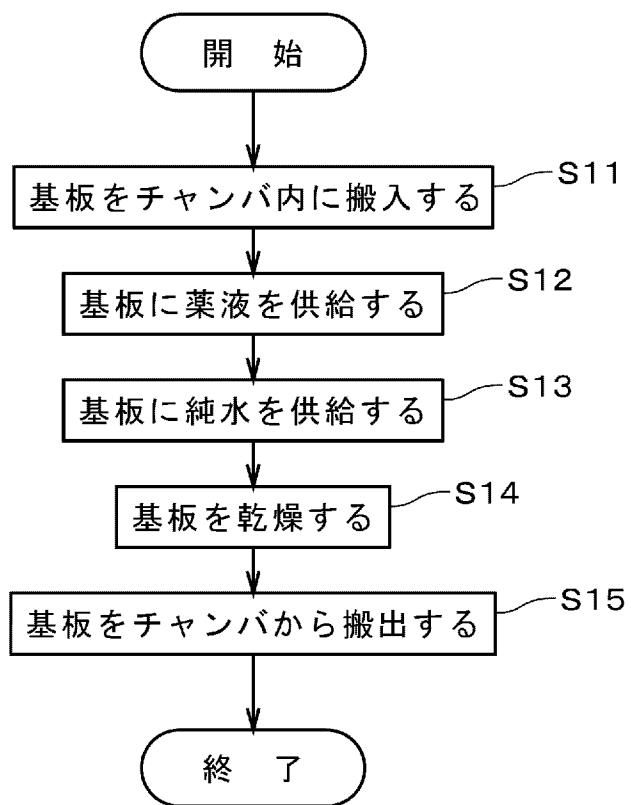 開 始
基板をチャンバ内に搬入する
S11
基板に薬液を供給する
S12
基板に純水を供給する
S13
基板を乾燥する
S14
基板をチャンバから搬出する
S15
終 了